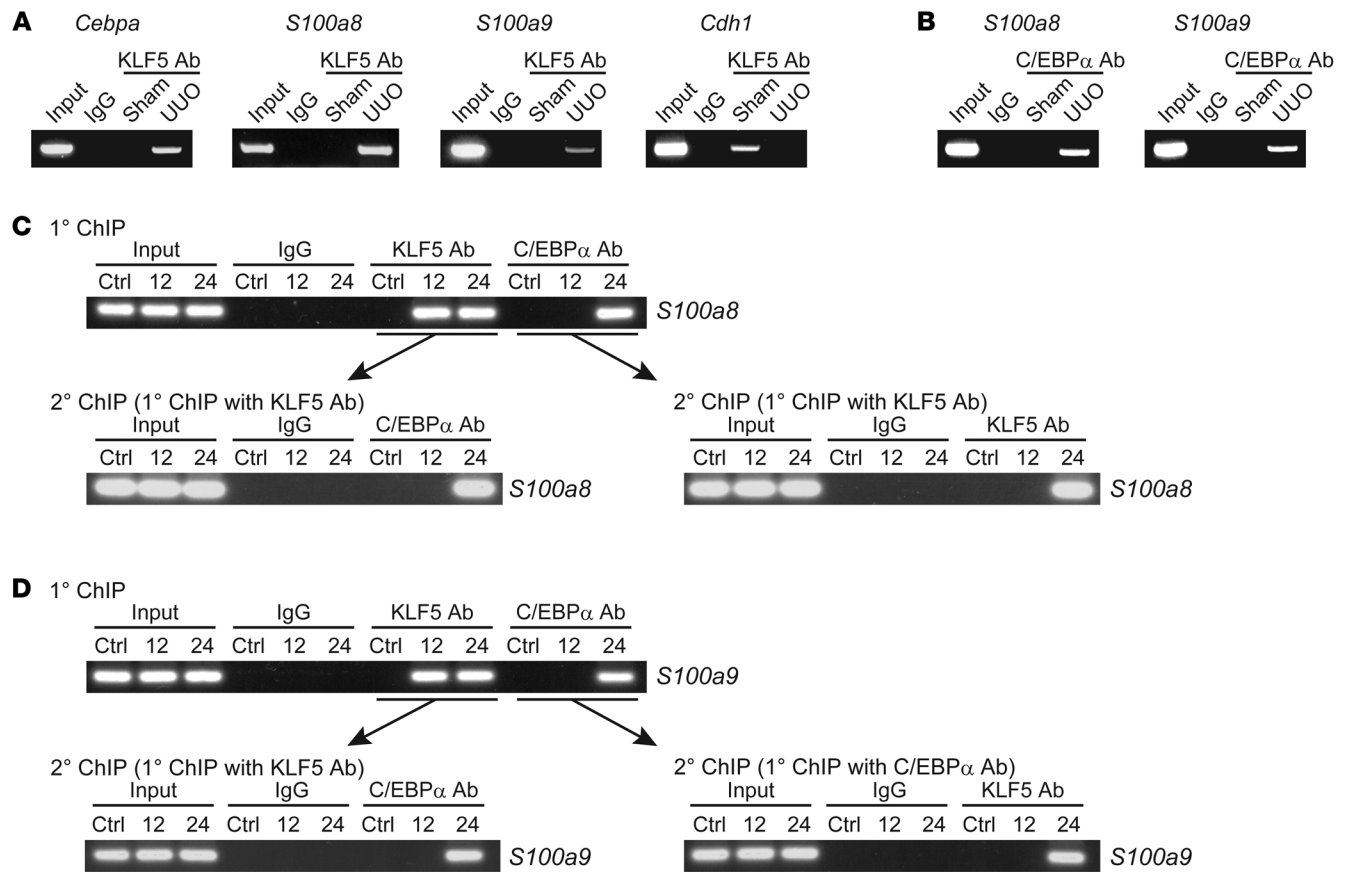 A Cebpa S100a8 S100a9 Cdh1 B S100a8 S100a9
KLF5 Ab KLF5 Ab KLF5 Ab KLF5 Ab C/EBPα Ab C/EBPα Ab
Input IgG Sham UUO Input IgG Sham UUO Input IgG Sham UUO Input IgG Sham UUO Input IgG Sham UUO Input IgG Sham UUO
C 1° ChIP
Input IgG KLF5 Ab C/EBPα Ab
Ctrl 12 24 Ctrl 12 24 Ctrl 12 24 Ctrl 12 24
S100a8
2° ChIP (1° ChIP with KLF5 Ab)
Input IgG C/EBPα Ab
Ctrl 12 24 Ctrl 12 24 Ctrl 12 24
S100a8
2° ChIP (1° ChIP with KLF5 Ab)
Input IgG KLF5 Ab
Ctrl 12 24 Ctrl 12 24 Ctrl 12 24
S100a8
D 1° ChIP
Input IgG KLF5 Ab C/EBPα Ab
Ctrl 12 24 Ctrl 12 24 Ctrl 12 24 Ctrl 12 24
S100a9
2° ChIP (1° ChIP with KLF5 Ab)
Input IgG C/EBPα Ab
Ctrl 12 24 Ctrl 12 24 Ctrl 12 24
S100a9
2° ChIP (1° ChIP with C/EBPα Ab)
Input IgG KLF5 Ab
Ctrl 12 24 Ctrl 12 24 Ctrl 12 24
S100a9